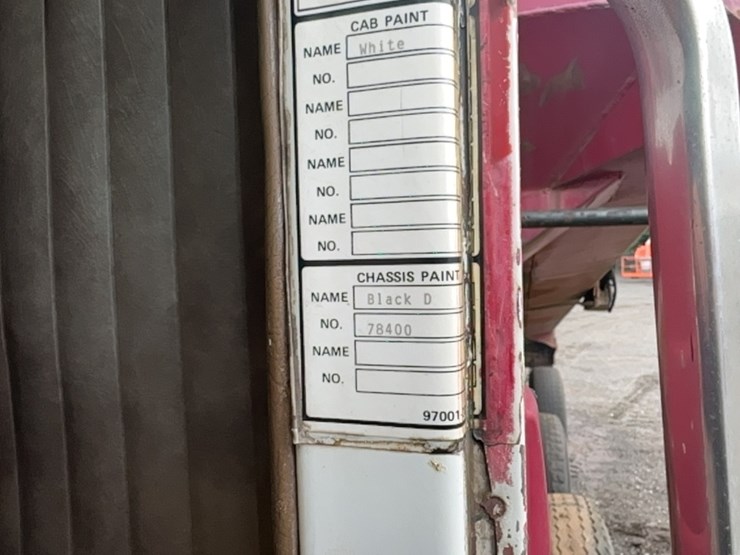 CAB PAINT
NAME White
NO.
NAME
NO.
NAME
NO.
NAME
NO.
CHASSIS PAINT
NAME Black D
NO. 78400
NAME
NO.
97001